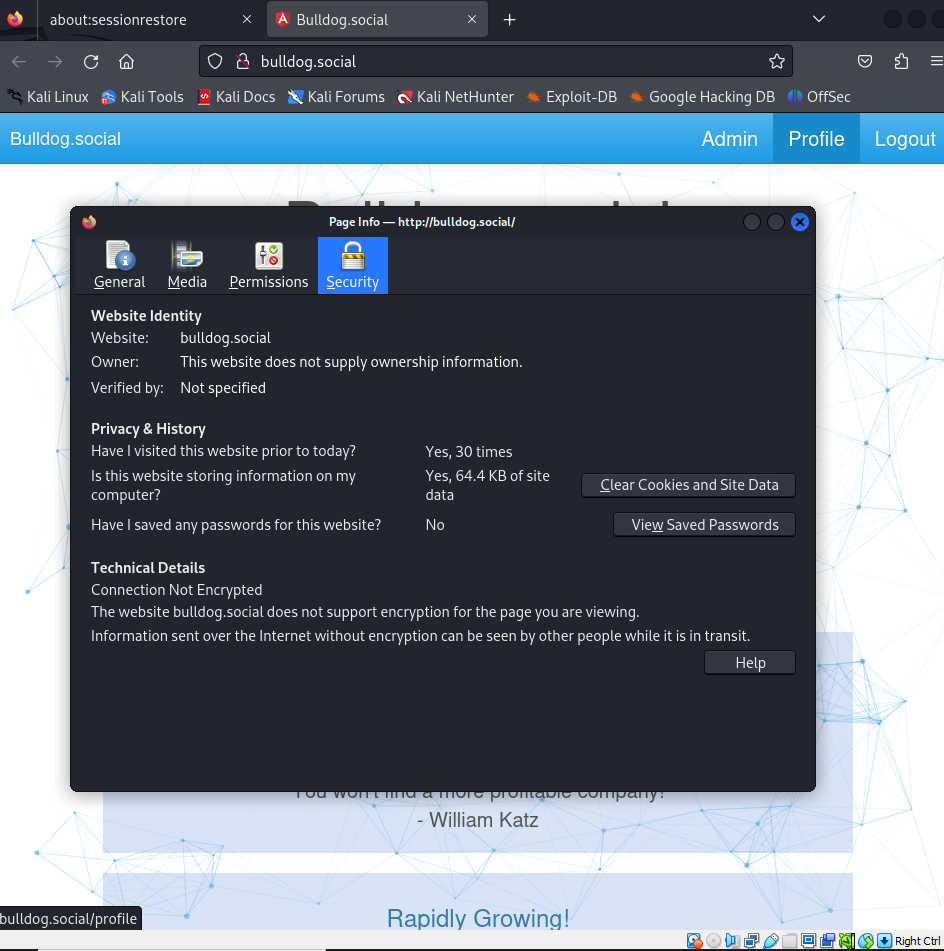 about:sessionrestore
Bulldog.social
bulldog.social
Kali Linux Kali Tools Kali Docs Kali Forums Kali NetHunter Exploit-DB Google Hacking DB OffSec
Bulldog.social Admin Profile Logout
Page Info — http://bulldog.social/
General Media Permissions Security
Website Identity
Website: bulldog.social
Owner: This website does not supply ownership information.
Verified by: Not specified
Privacy & History
Have I visited this website prior to today? Yes, 30 times
Is this website storing information on my
computer?
Yes, 64.4 KB of site
data
Clear Cookies and Site Data
Have I saved any passwords for this website? No View Saved Passwords
Technical Details
Connection Not Encrypted
The website bulldog.social does not support encryption for the page you are viewing.
Information sent over the Internet without encryption can be seen by other people while it is in transit.
Help
You won't find a more profitable company!
- William Katz
Rapidly Growing!
bulldog.social/profile
Right Ctrl